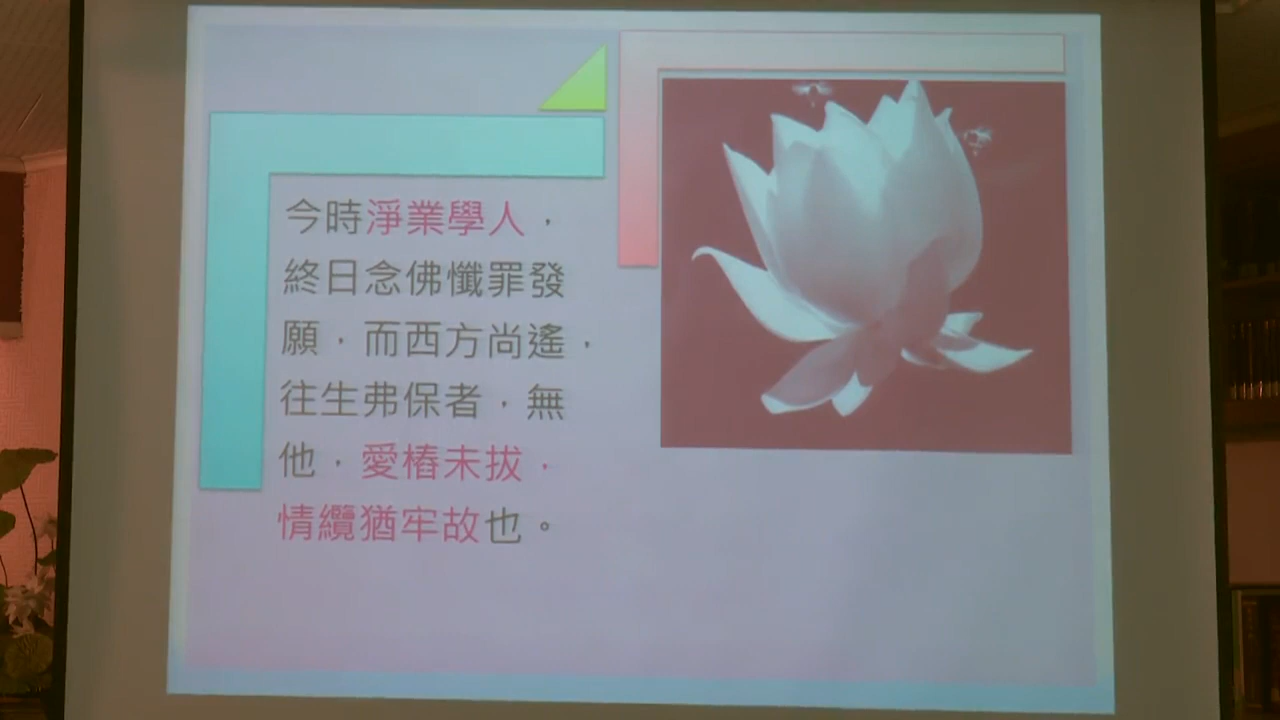 今時淨業學人，
終日念佛懺罪發
願，而西方尚遙，
往生弗保者，無
他，愛樁未拔，
情纜猶牢故也。